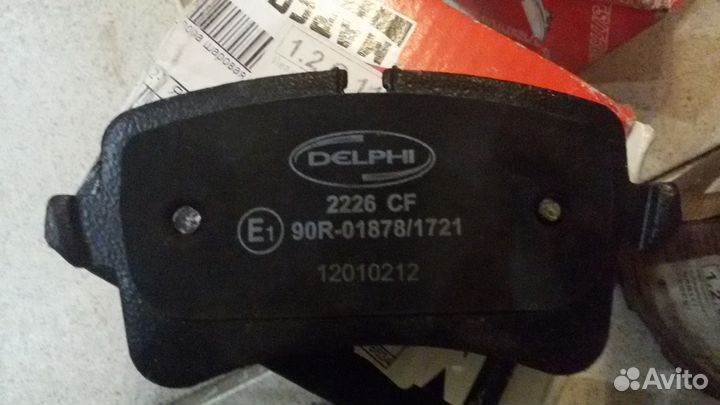 DELPHI
2226 CF
E1 90R-01878/1721
12010212
Avito